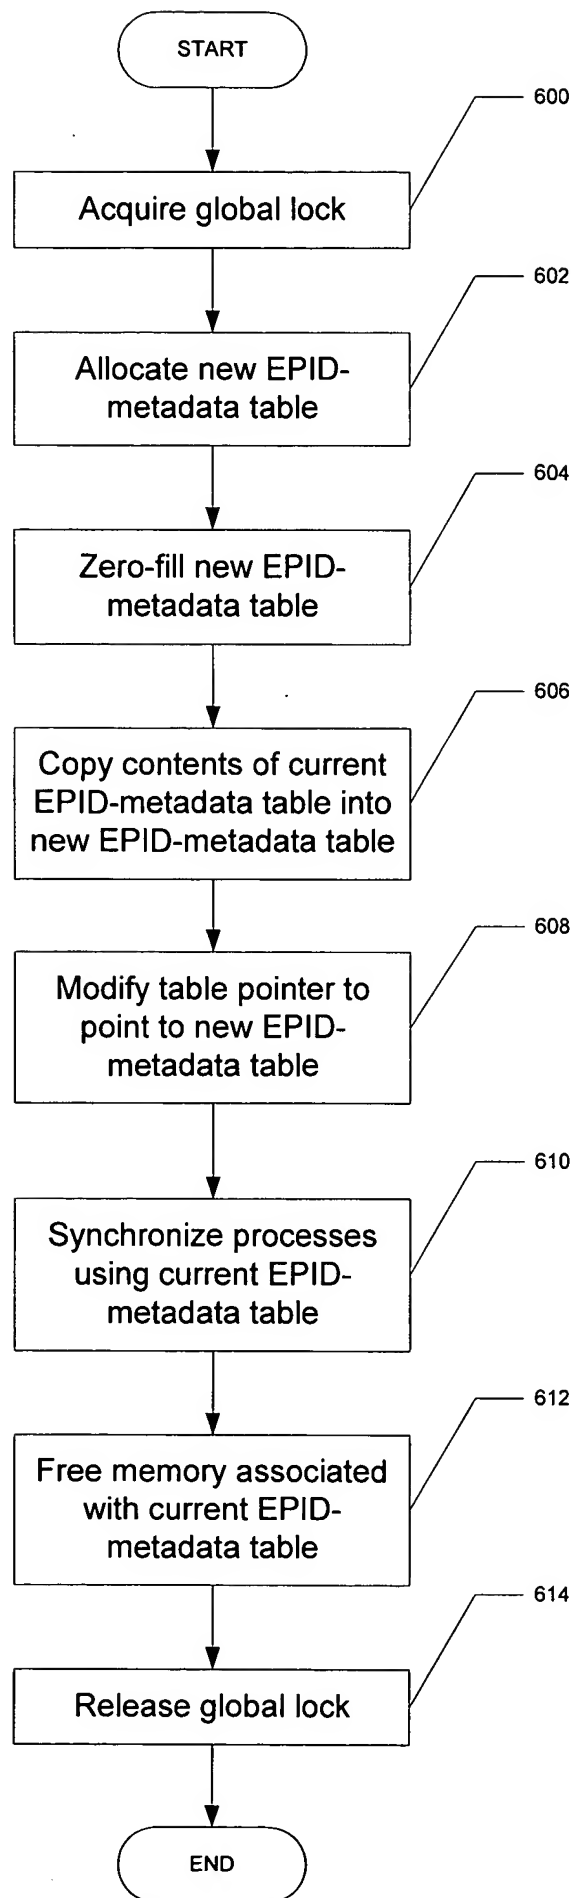 START
600
Acquire global lock
602
Allocate new EPID-
metadata table
604
Zero-fill new EPID-
metadata table
606
Copy contents of current
EPID-metadata table into
new EPID-metadata table
608
Modify table pointer to
point to new EPID-
metadata table
610
Synchronize processes
using current EPID-
metadata table
612
Free memory associated
with current EPID-
metadata table
614
Release global lock
END